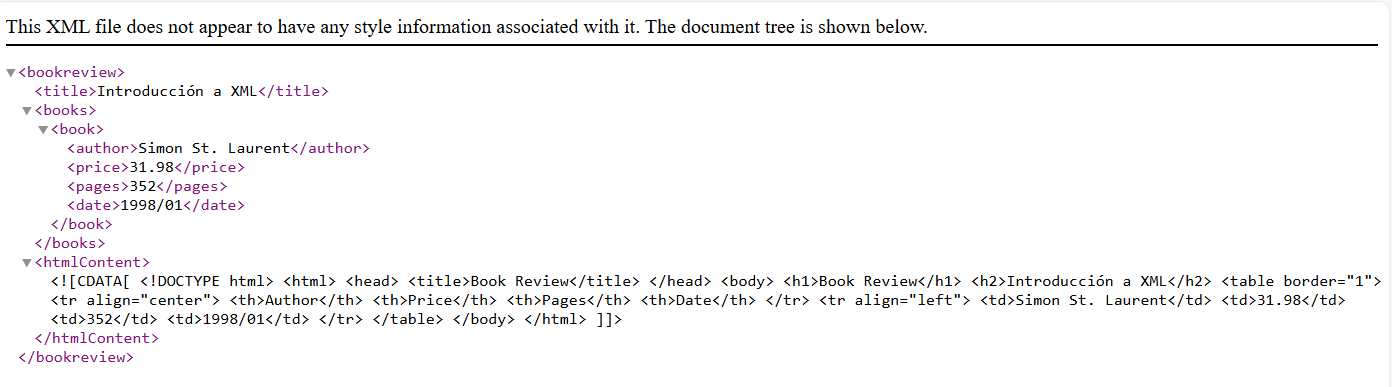 This XML file does not appear to have any style information associated with it. The document tree is shown below.
▼<bookreview>
<title>Introducción a XML</title>
▼<books>
▼<book>
<author>Simon St. Laurent</author>
<price>31.98</price>
<pages>352</pages>
<date>1998/01</date>
</book>
</books>
▼<htmlContent>
<![CDATA[ <!DOCTYPE html> <html> <head> <title>Book Review</title> </head> <body> <h1>Book Review</h1> <h2>Introducción a XML</h2> <table border="1">
<tr align="center"> <th>Author</th> <th>Price</th> <th>Pages</th> <th>Date</th> </tr> <tr align="left"> <td>Simon St. Laurent</td> <td>31.98</td>
<td>352</td> <td>1998/01</td> </tr> </table> </body> </html> ]]>
</htmlContent>
</bookreview>